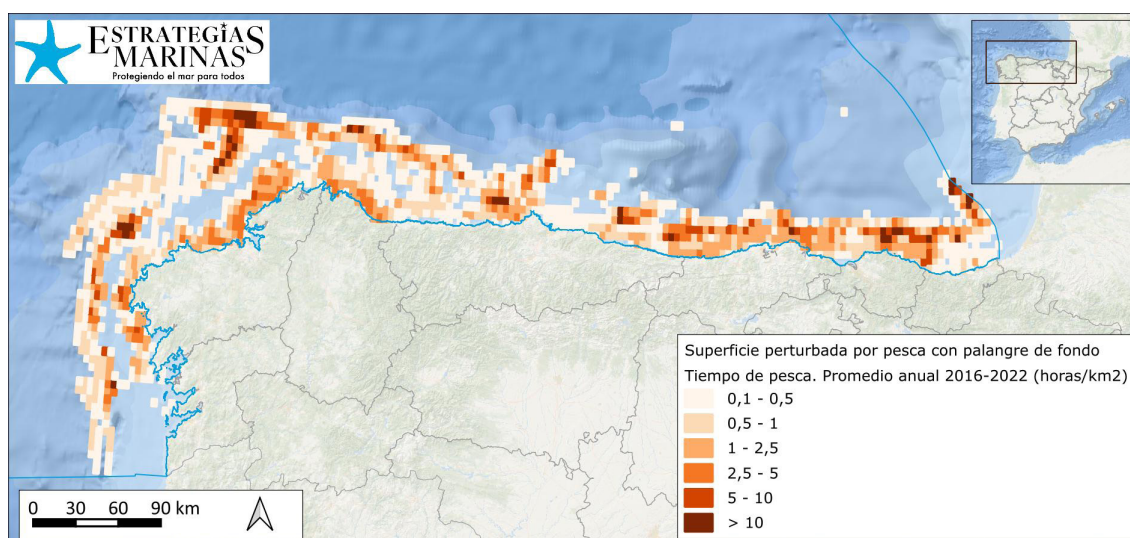 ESTRATEGIAS
MARINAS
Protegiendo el mar para todos
Superficie perturbada por pesca con palangre de fondo
Tiempo de pesca. Promedio anual 2016-2022 (horas/km2)
0,1 - 0,5
0,5 - 1
1 - 2,5
2,5 - 5
5 - 10
> 10
0 30 60 90 km